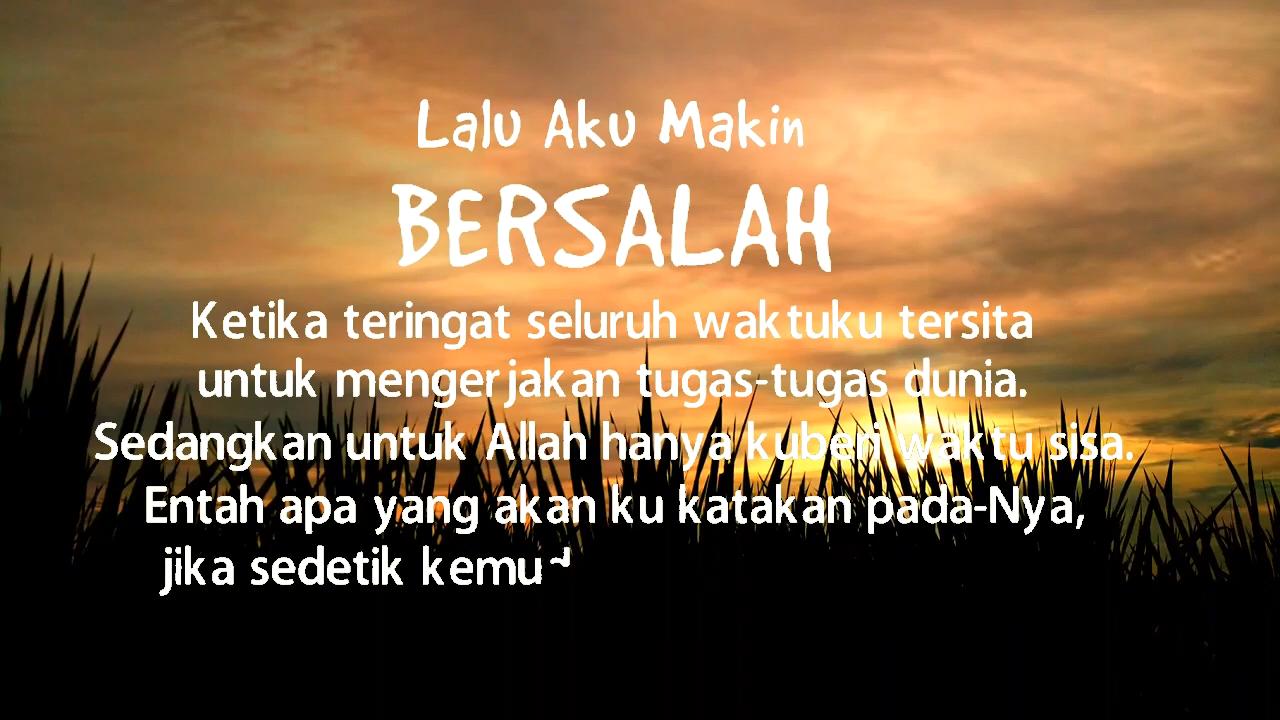 Lalu Aku Makin
BERSALAH
Ketika teringat seluruh waktuku tersita
untuk mengerjakan tugas-tugas dunia.
Sedangkan untuk Allah hanya kuberi waktu sisa.
Entah apa yang akan ku katakan pada-Nya,
jika sedetik kemu